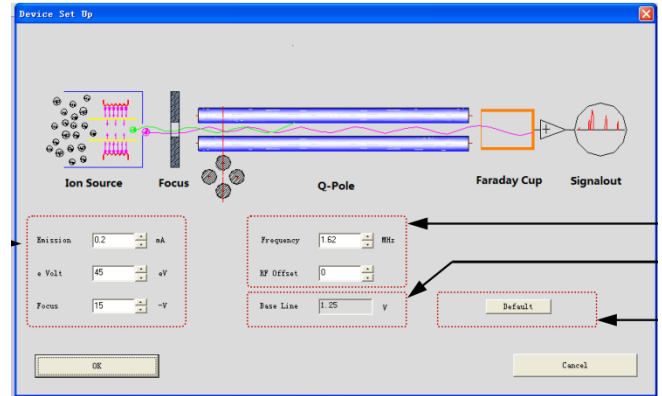 Device Set Up
Ion Source Focus Q-Pole Faraday Cup Signalout
Emission 0.2 mA Frequency 1.62 MHz
e Volt 45 eV RF Offset 0
Focus 15 -V Base Line 1.25 V Default
OK Cancel